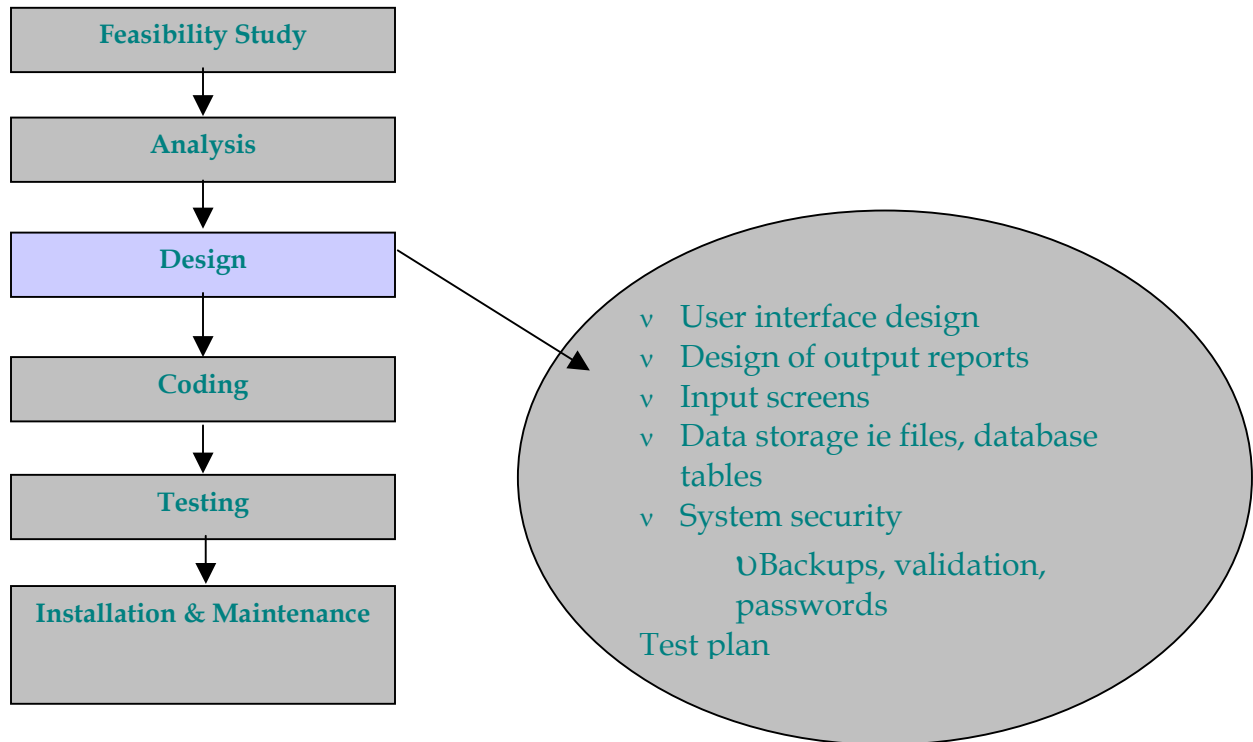 Feasibility Study
Analysis
Design
Coding
Testing
Installation & Maintenance
ν User interface design
ν Design of output reports
ν Input screens
ν Data storage ie files, database
tables
ν System security
υBackups, validation,
passwords
Test plan